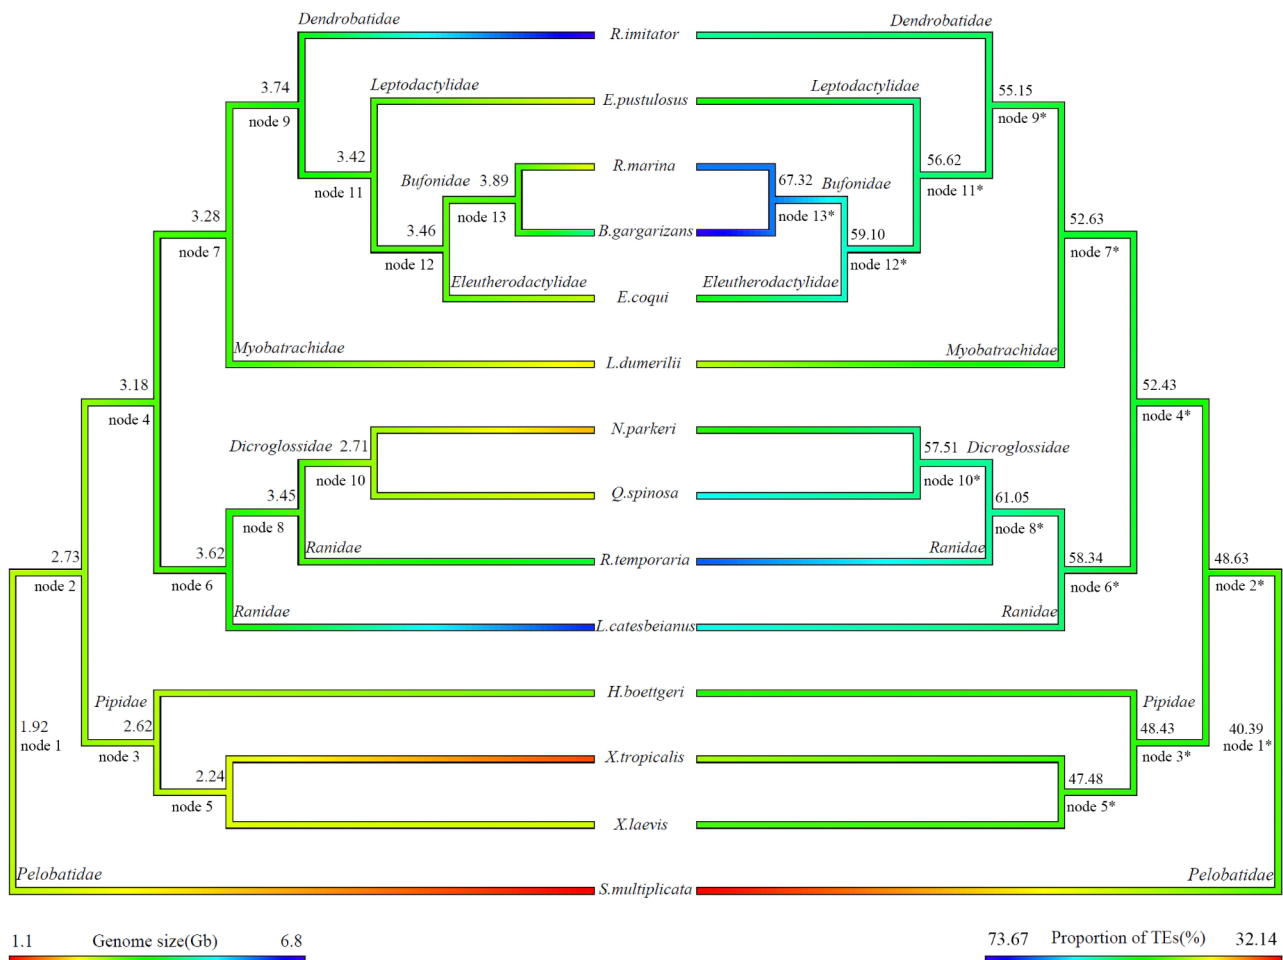 Dendrobatidae R.imitator Dendrobatidae
3.74 Leptodactylidae E.pustulosus Leptodactylidae 55.15
node 9 node 9*
3.42 R.marina 56.62
node 11 Bufonidae 3.89 67.32 Bufonidae node 11*
3.28 node 13 node 13* 52.63
3.46 B.gargarizans 59.10
node 7 node 12 node 12* node 7*
Eleutherodactylidae E.coqui Eleutherodactylidae
Myobatrachidae L.dumerilii Myobatrachidae
3.18 52.43
node 4 N.parkeri node 4*
Dicroglossidae 2.71 57.51 Dicroglossidae
node 10 node 10*
3.45 Q.spinosa 61.05
node 8 node 8*
2.73 3.62 Ranidae R.temporaria Ranidae 58.34 48.63
node 2 node 6 node 6* node 2*
Ranidae L.catesbeianus Ranidae
H.boettgeri
Pipidae Pipidae
1.92 2.62 48.43 40.39
node 1 node 3 X.tropicalis node 3* node 1*
2.24 47.48
node 5 node 5*
X.laevis
Pelobatidae S.multiplicata Pelobatidae
1.1 Genome size(Gb) 6.8 73.67 Proportion of TEs(%) 32.14